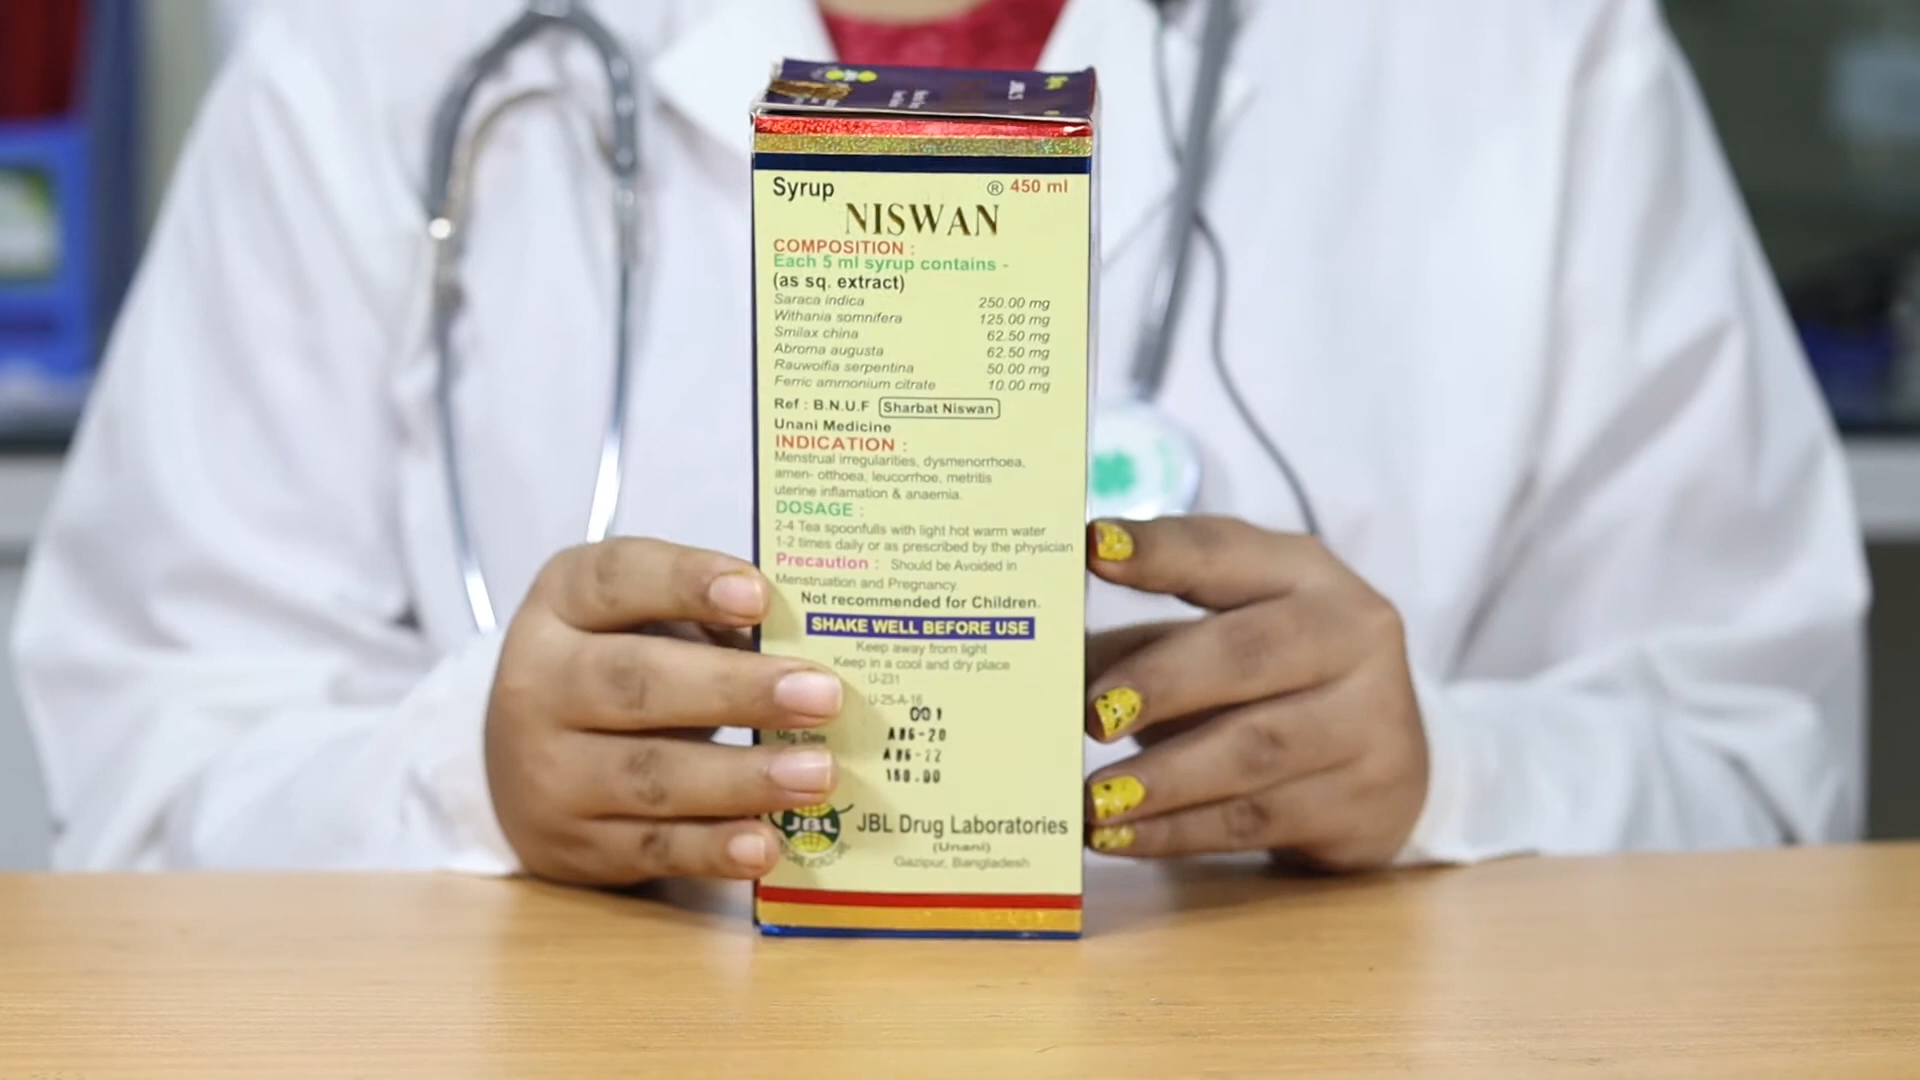 JBL
JBL'S
Syrup ® 450 ml
NISWAN
COMPOSITION :
Each 5 ml syrup contains -
(as sq. extract)
Saraca indica 250.00 mg
Withania somnifera 125.00 mg
Smilax china 62.50 mg
Abroma augusta 62.50 mg
Rauwolfia serpentina 50.00 mg
Ferric ammonium citrate 10.00 mg
Ref : B.N.U.F Sharbat Niswan
Unani Medicine
INDICATION :
Menstrual irregularities, dysmenorrhoea,
amen- otthoea, leucorrhoe, metritis
uterine inflamation & anaemia.
DOSAGE :
2-4 Tea spoonfulls with light hot warm water
1-2 times daily or as prescribed by the physician
Precaution : Should be Avoided in
Menstruation and Pregnancy.
Not recommended for Children.
SHAKE WELL BEFORE USE
Keep away from light
Keep in a cool and dry place
: U-231
: U-25-A-16
001
Mfg. Date AUG-20
AUG-22
150.00
JBL JBL Drug Laboratories
(Unani)
Gazipur, Bangladesh